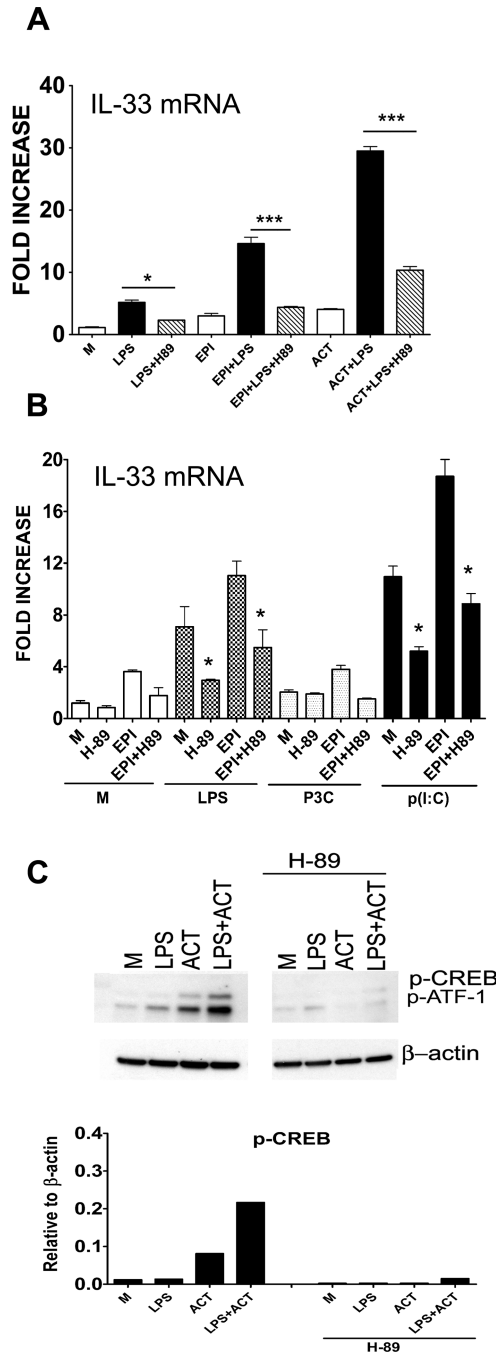 A
IL-33 mRNA
FOLD INCREASE
40
30
20
10
0
*
***
***
M
LPS
LPS+H89
EPI
EPI+LPS
EPI+LPS+H89
ACT
ACT+LPS
ACT+LPS+H89
B
IL-33 mRNA
FOLD INCREASE
20
16
12
8
4
0
*
*
*
*
M
H-89
EPI
EPI+H89
M
H-89
EPI
EPI+H89
M
H-89
EPI
EPI+H89
M
H-89
EPI
EPI+H89
M
LPS
P3C
p(I:C)
C
H-89
M
LPS
ACT
LPS+ACT
M
LPS
ACT
LPS+ACT
p-CREB
p-ATF-1
β–actin
p-CREB
Relative to β-actin
0.4
0.3
0.2
0.1
0.0
M
LPS
ACT
LPS+ACT
M
LPS
ACT
LPS+ACT
H-89